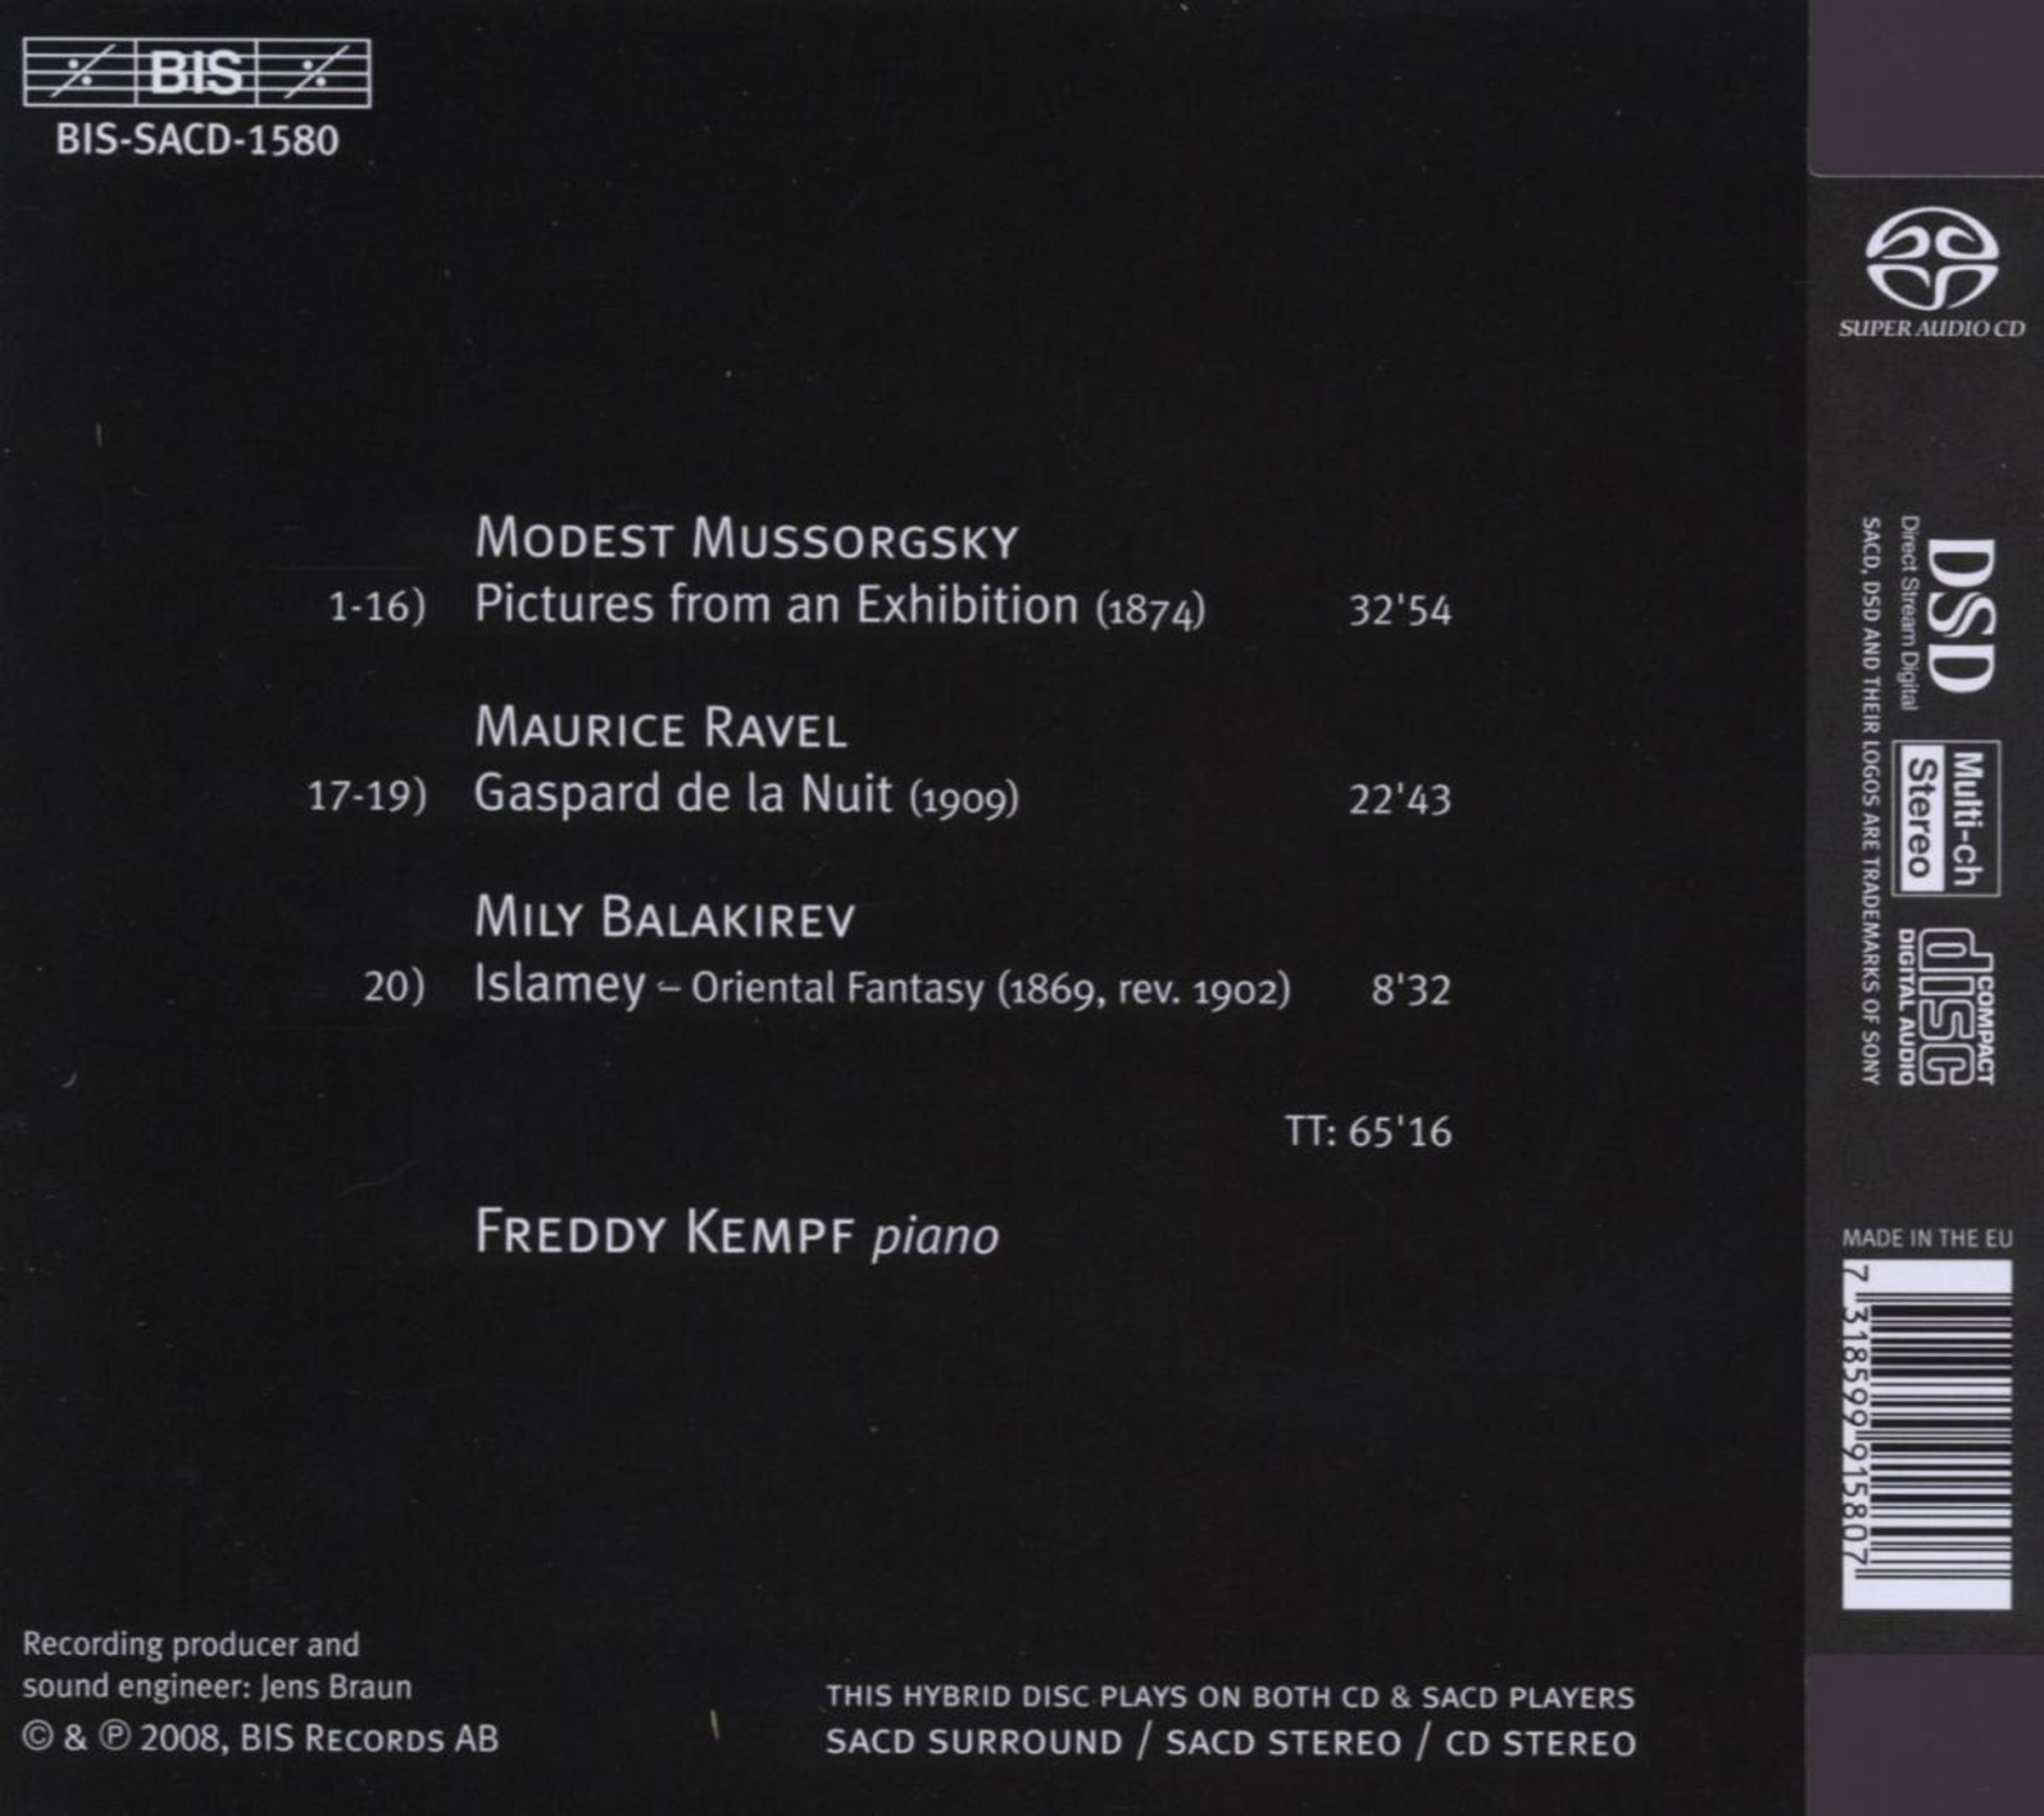 BIS
BIS-SACD-1580
MODEST MUSSORGSKY
1-16) Pictures from an Exhibition (1874) 32'54
MAURICE RAVEL
17-19) Gaspard de la Nuit (1909) 22'43
MILY BALAKIREV
20) Islamey – Oriental Fantasy (1869, rev. 1902) 8'32
TT: 65'16
FREDDY KEMPF piano
Recording producer and
sound engineer: Jens Braun
© & ℗ 2008, BIS RECORDS AB
THIS HYBRID DISC PLAYS ON BOTH CD & SACD PLAYERS
SACD SURROUND / SACD STEREO / CD STEREO
SUPER AUDIO CD
DSD
Direct Stream Digital
SACD, DSD AND THEIR LOGOS ARE TRADEMARKS OF SONY
Multi-ch
Stereo
COMPACT
disc
DIGITAL AUDIO
MADE IN THE EU
7 318599 915807